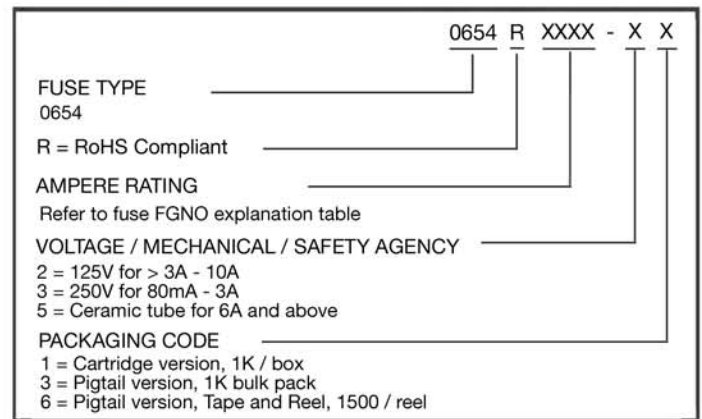 0654 R XXXX - X X
FUSE TYPE
0654
R = RoHS Compliant
AMPERE RATING
Refer to fuse FGNO explanation table
VOLTAGE / MECHANICAL / SAFETY AGENCY
2 = 125V for > 3A - 10A
3 = 250V for 80mA - 3A
5 = Ceramic tube for 6A and above
PACKAGING CODE
1 = Cartridge version, 1K / box
3 = Pigtail version, 1K bulk pack
6 = Pigtail version, Tape and Reel, 1500 / reel